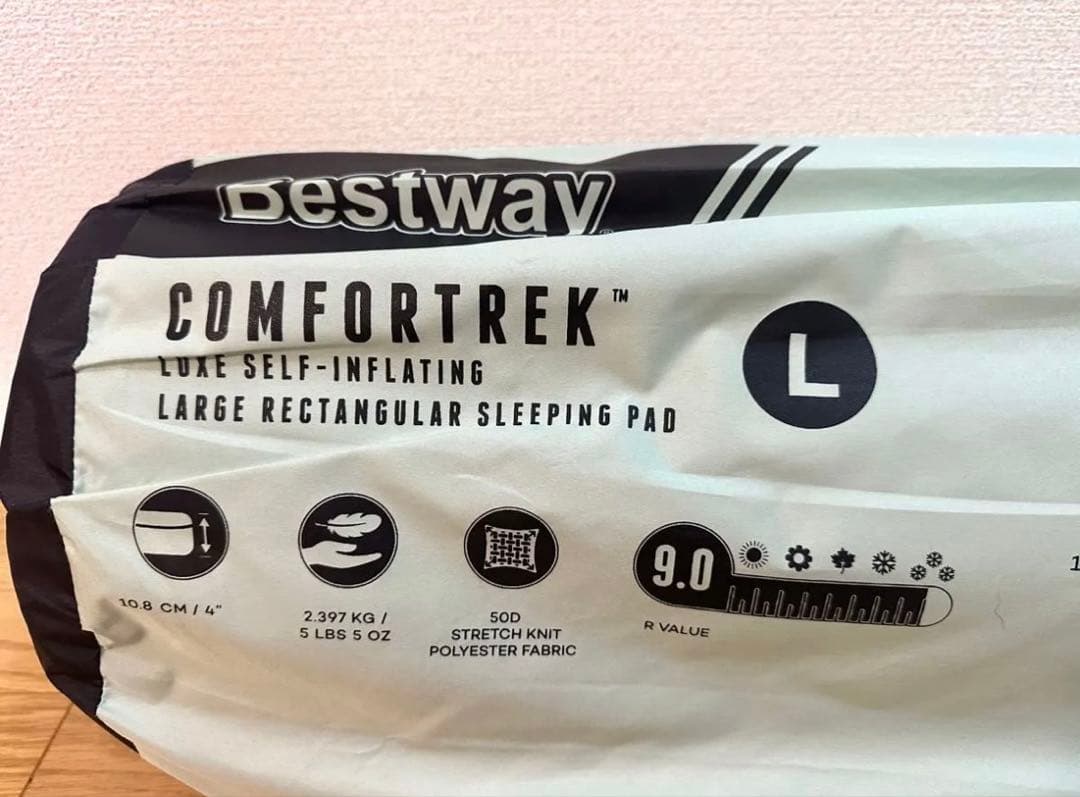 Bestway
COMFORTREK™
LUXE SELF-INFLATING
LARGE RECTANGULAR SLEEPING PAD
L
10.8 CM / 4"
2.397 KG /
5 LBS 5 OZ
50D
STRETCH KNIT
POLYESTER FABRIC
9.0
R VALUE